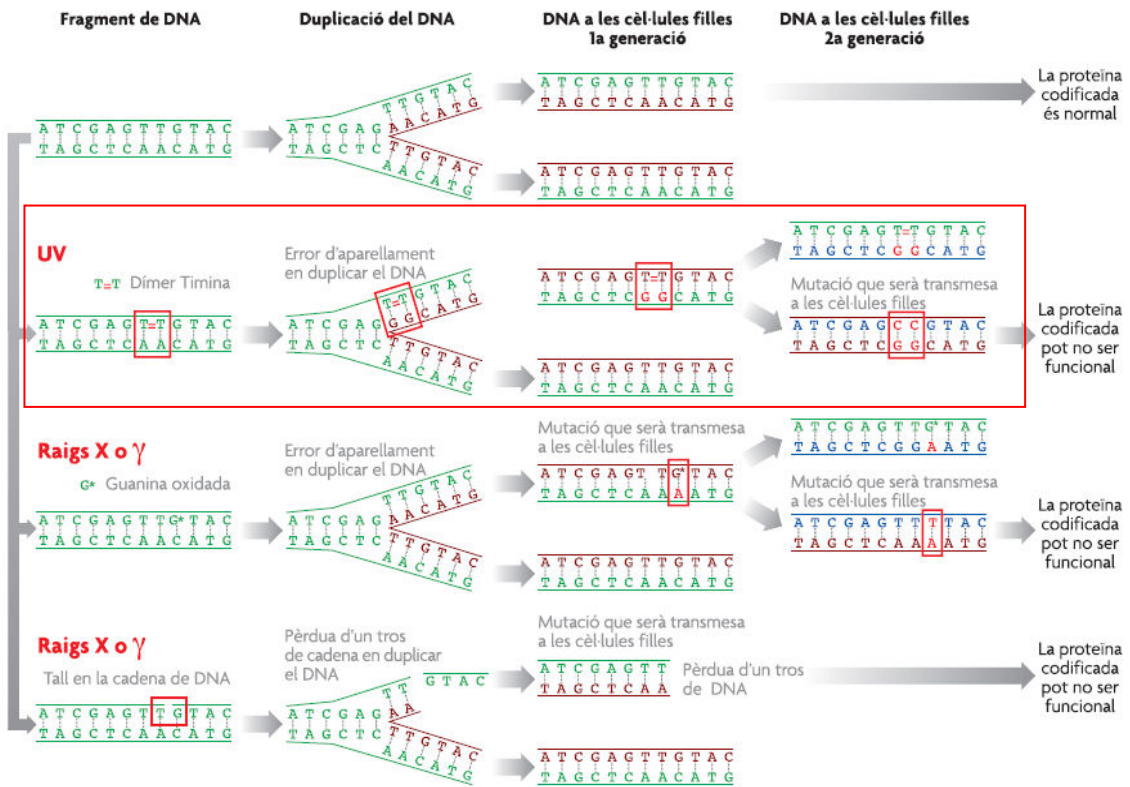 Fragment de DNA
Duplicació del DNA
DNA a les cèl·lules filles
1a generació
DNA a les cèl·lules filles
2a generació
A T C G A G T T G T A C
T A G C T C A A C A T G
A T C G A G
T A G C T C
T T G T A C
A A C A T G
T T G T A C
A A C A T G
A T C G A G T T G T A C
T A G C T C A A C A T G
A T C G A G T T G T A C
T A G C T C A A C A T G
La proteïna
codificada
és normal
UV
T=T Dímer Timina
A T C G A G T=T G T A C
T A G C T C A A C A T G
Error d'aparellament
en duplicar el DNA
A T C G A G
T A G C T C
T=T G T A C
G G C A T G
T T G T A C
A A C A T G
A T C G A G T=T G T A C
T A G C T C G G C A T G
A T C G A G T T G T A C
T A G C T C A A C A T G
A T C G A G T=T G T A C
T A G C T C G G C A T G
Mutació que serà transmesa
a les cèl·lules filles
A T C G A G C C G T A C
T A G C T C G G C A T G
La proteïna
codificada
pot no ser
funcional
Raigs X o γ
G* Guanina oxidada
A T C G A G T T G* T A C
T A G C T C A A C A T G
Error d'aparellament
en duplicar el DNA
A T C G A G
T A G C T C
T T G T A C
A A C A T G
T T G T A C
A A C A T G
Mutació que serà transmesa
a les cèl·lules filles
A T C G A G T T G* T A C
T A G C T C A A A A T G
A T C G A G T T G T A C
T A G C T C A A C A T G
A T C G A G T T G* T A C
T A G C T C G G A A T G
Mutació que serà transmesa
a les cèl·lules filles
A T C G A G T T T T A C
T A G C T C A A A A T G
La proteïna
codificada
pot no ser
funcional
Raigs X o γ
Tall en la cadena de DNA
A T C G A G T T G T A C
T A G C T C A A C A T G
Pèrdua d'un tros
de cadena en duplicar
el DNA
G T A C
A T C G A G
T A G C T C
T T
A A
T T G T A C
A A C A T G
Mutació que serà transmesa
a les cèl·lules filles
A T C G A G T T
T A G C T C A A
Pèrdua d'un tros
de DNA
A T C G A G T T G T A C
T A G C T C A A C A T G
La proteïna
codificada
pot no ser
funcional